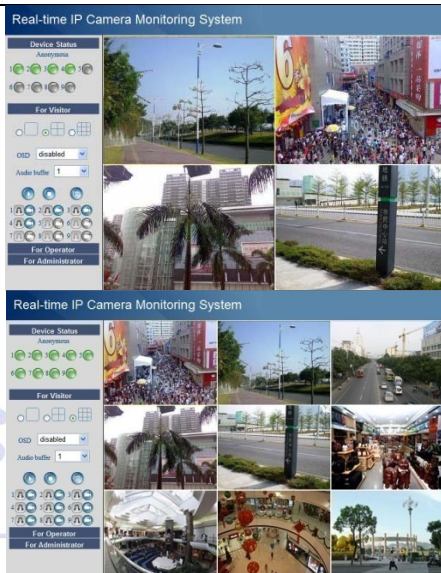 Real-time IP Camera Monitoring System
Device Status
Anonymous
1 2 3 4 5
6 7 8 9
For Visitor
OSD disabled
Audio buffer 1
1 2 3
4 5 6
7 8 9
For Operator
For Administrator
Real-time IP Camera Monitoring System
Device Status
Anonymous
1 2 3 4 5
6 7 8 9
For Visitor
OSD disabled
Audio buffer 1
1 2 3
4 5 6
7 8 9
For Operator
For Administrator